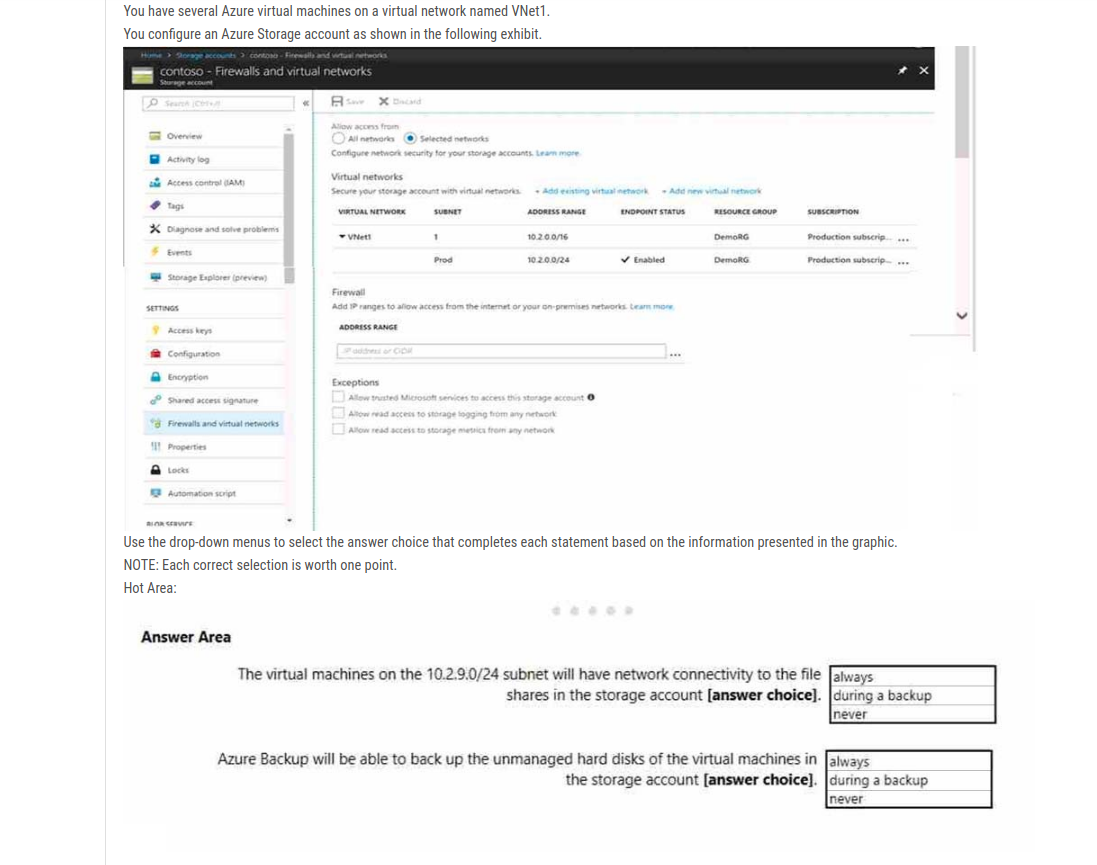 You have several Azure virtual machines on a virtual network named VNet1.
You configure an Azure Storage account as shown in the following exhibit.
Home > Storage accounts > contoso - Firewalls and virtual networks
contoso - Firewalls and virtual networks
Storage account
Search (Ctrl+/)
«
Save Discard
Overview
Activity log
Access control (IAM)
Tags
Diagnose and solve problems
Events
Storage Explorer (preview)
SETTINGS
Access keys
Configuration
Encryption
Shared access signature
Firewalls and virtual networks
Properties
Locks
Automation script
BLOB SERVICE
Allow access from
All networks Selected networks
Configure network security for your storage accounts. Learn more.
Virtual networks
Secure your storage account with virtual networks. + Add existing virtual network + Add new virtual network
VIRTUAL NETWORK SUBNET ADDRESS RANGE ENDPOINT STATUS RESOURCE GROUP SUBSCRIPTION
VNet1 1 10.2.0.0/16 DemoRG Production subscrip... ...
Prod 10.2.0.0/24 Enabled DemoRG Production subscrip... ...
Firewall
Add IP ranges to allow access from the internet or your on-premises networks. Learn more.
ADDRESS RANGE
IP address or CIDR
...
Exceptions
Allow trusted Microsoft services to access this storage account
Allow read access to storage logging from any network
Allow read access to storage metrics from any network
Use the drop-down menus to select the answer choice that completes each statement based on the information presented in the graphic.
NOTE: Each correct selection is worth one point.
Hot Area:
Answer Area
The virtual machines on the 10.2.9.0/24 subnet will have network connectivity to the file
shares in the storage account [answer choice].
always
during a backup
never
Azure Backup will be able to back up the unmanaged hard disks of the virtual machines in
the storage account [answer choice].
always
during a backup
never